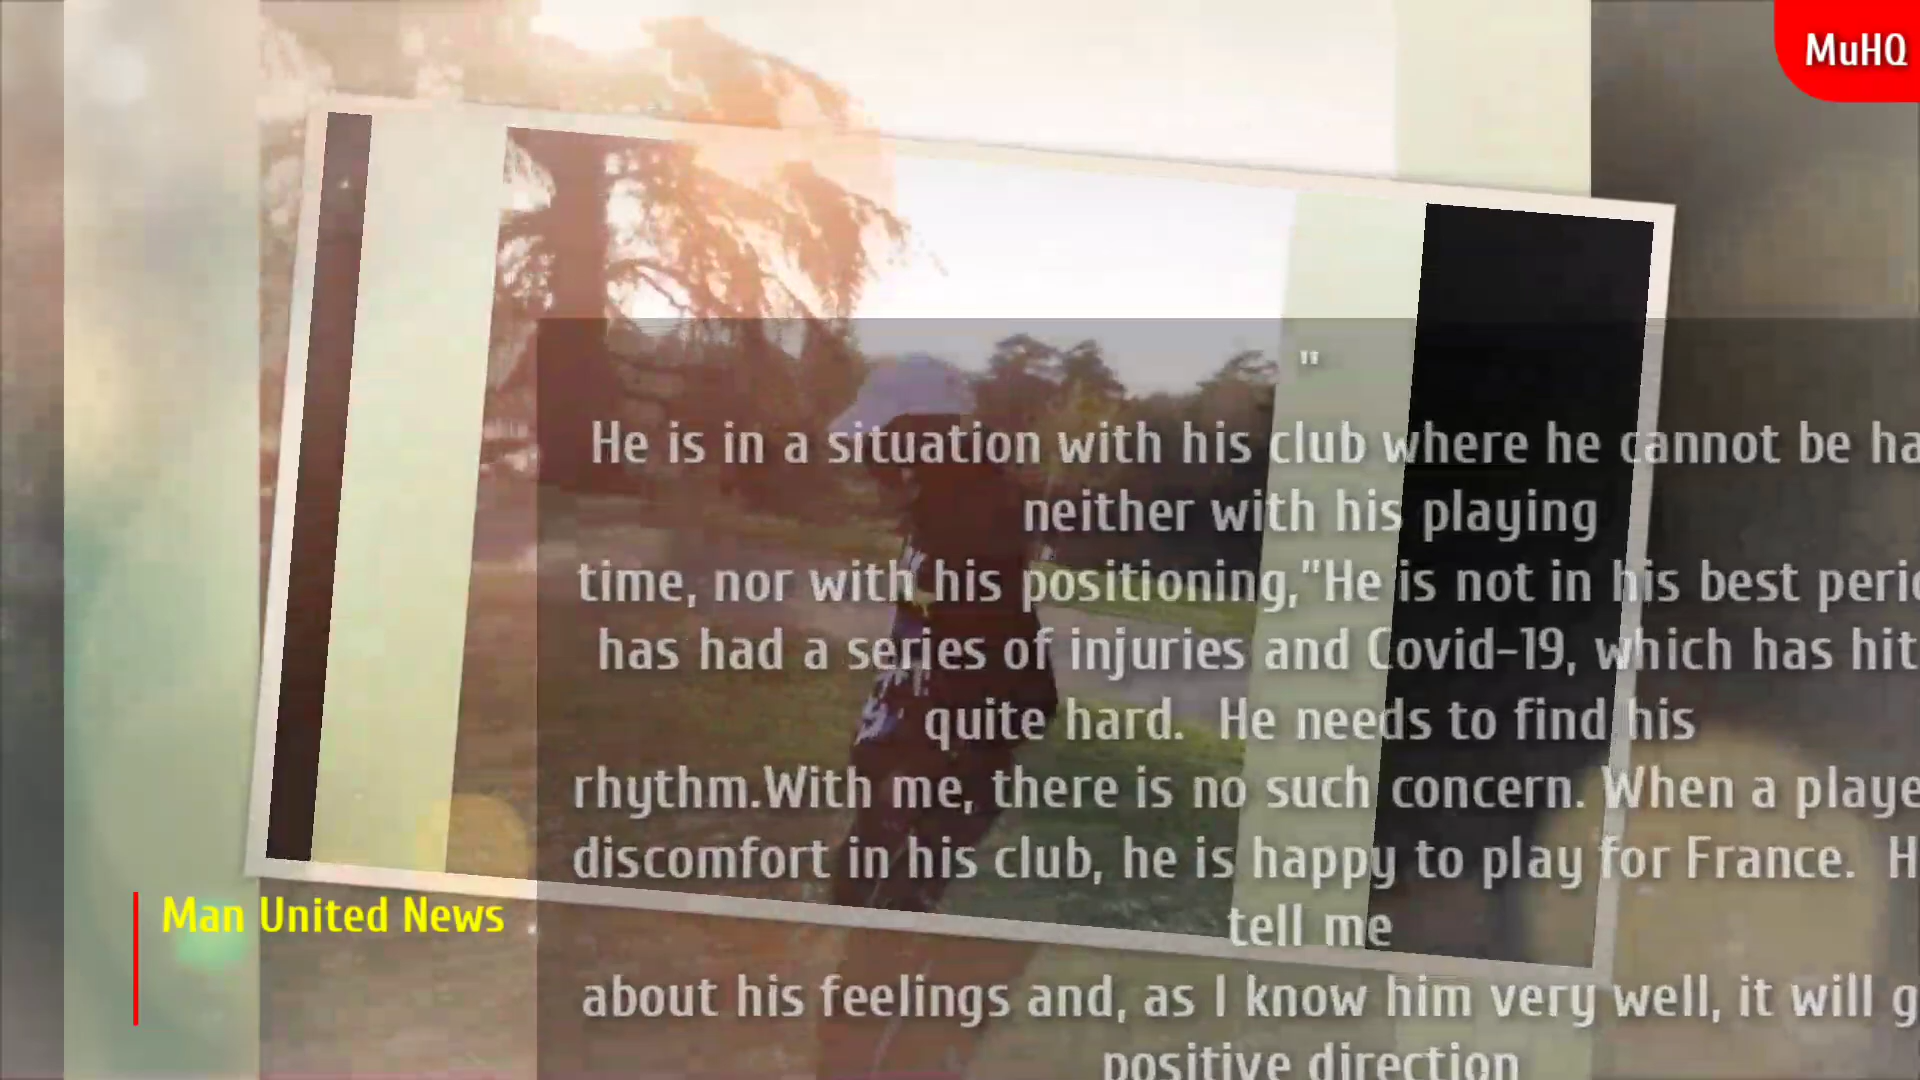 MuHQ
"
He is in a situation with his club where he cannot be
neither with his playing
time, nor with his positioning,"He is not in his best
has had a series of injuries and Covid-19, which has hit
quite hard. He needs to find his
rhythm.With me, there is no such concern. When a
discomfort in his club, he is happy to play for France.
tell me
about his feelings and, as I know him very well, it will
positive direction
Man United News